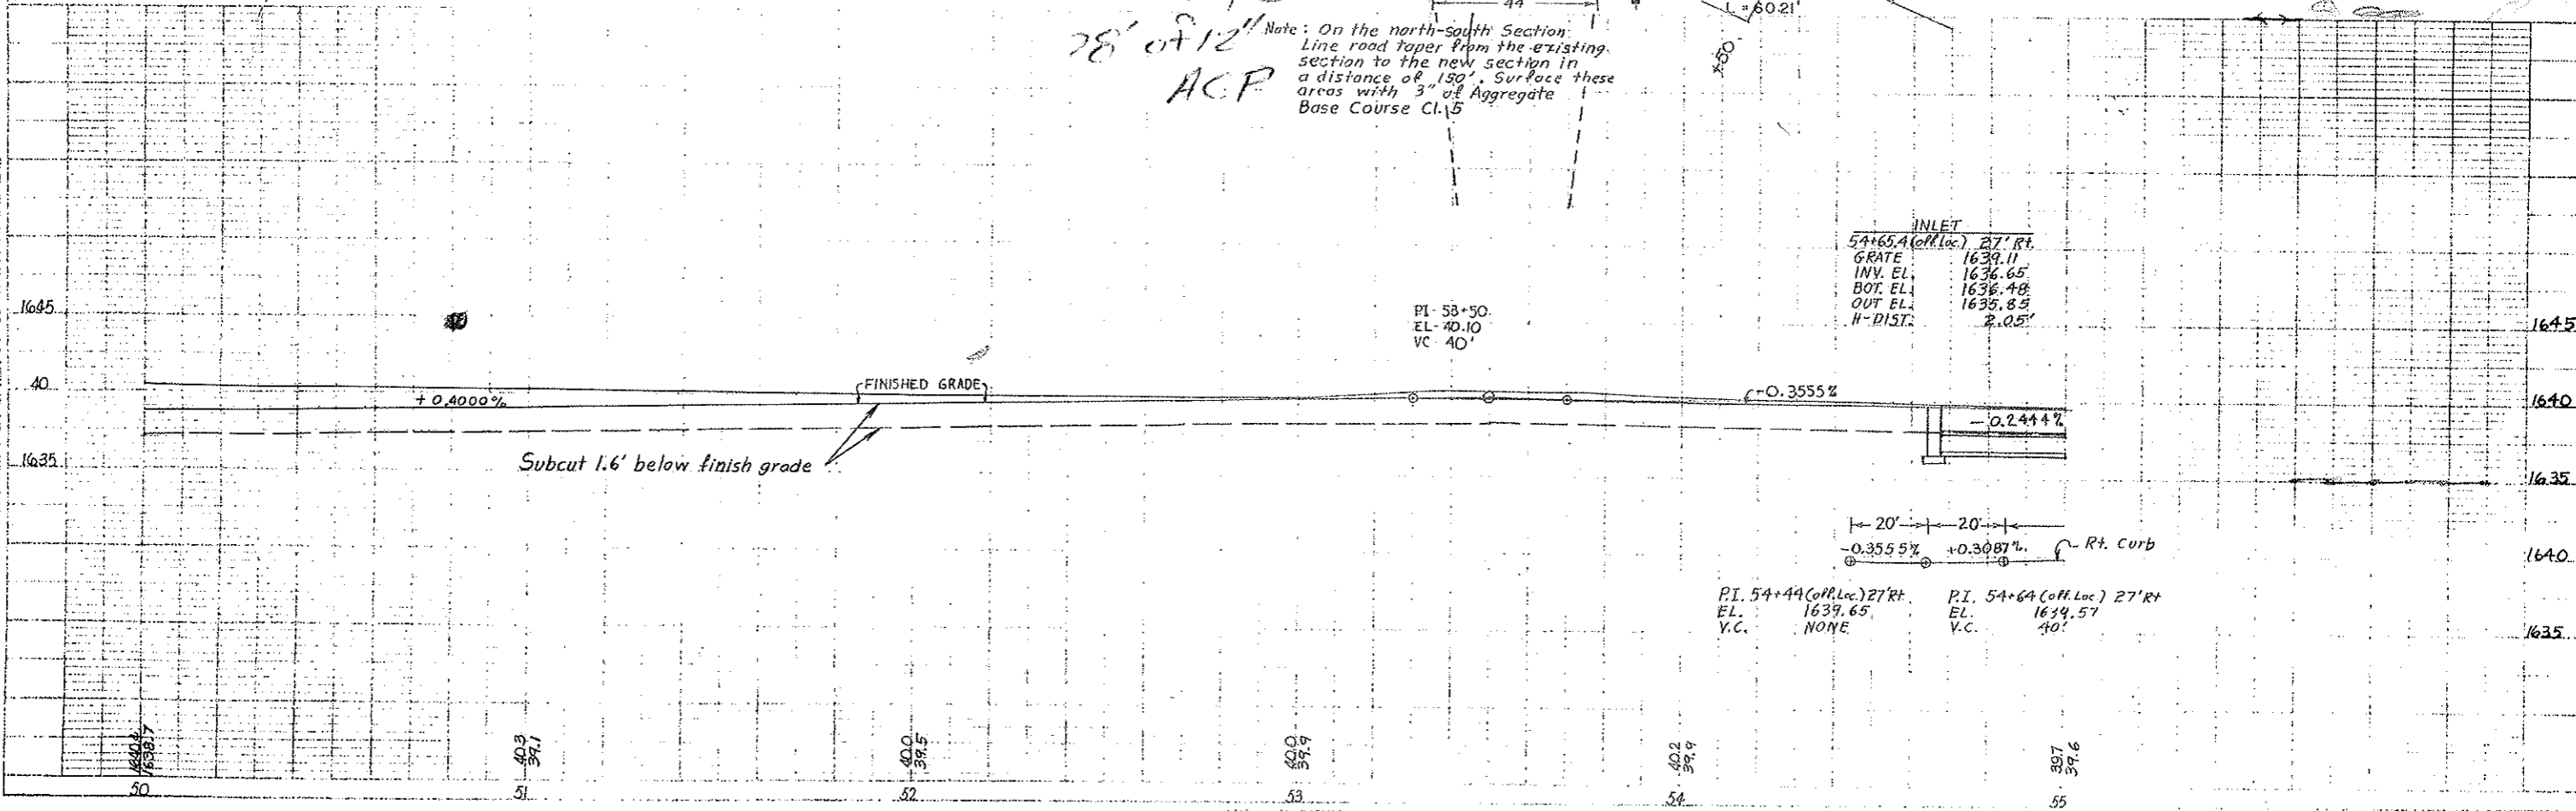 44'
L = 60.21'
28' of 12"
ACP
Note: On the north-south Section
Line road taper from the existing
section to the new section in
a distance of 150'. Surface these
areas with 3" of Aggregate
Base Course Cl. 5
+50
INLET
54+65.4 (off. loc.) 27' Rt.
GRATE 1639.11
INV. EL. 1636.65
BOT. EL. 1636.48
OUT EL. 1635.85
H-DIST. 2.05'
1645
PI - 53+50
EL - 40.10
VC - 40'
1645
40
+0.4000%
FINISHED GRADE
-0.3555%
1640
-0.2444%
1635
Subcut 1.6' below finish grade
1635
20' 20'
-0.3555% +0.3087% Rt. Curb
1640
P.I. 54+44 (off. Loc.) 27' Rt.
EL. 1639.65
V.C. NONE
P.I. 54+64 (off. Loc.) 27' Rt
EL. 1639.57
V.C. 40'
1635
1638.7
40.3
39.1
40.0
39.5
40.0
39.9
40.2
39.9
39.7
39.6
50 51 52 53 54 55